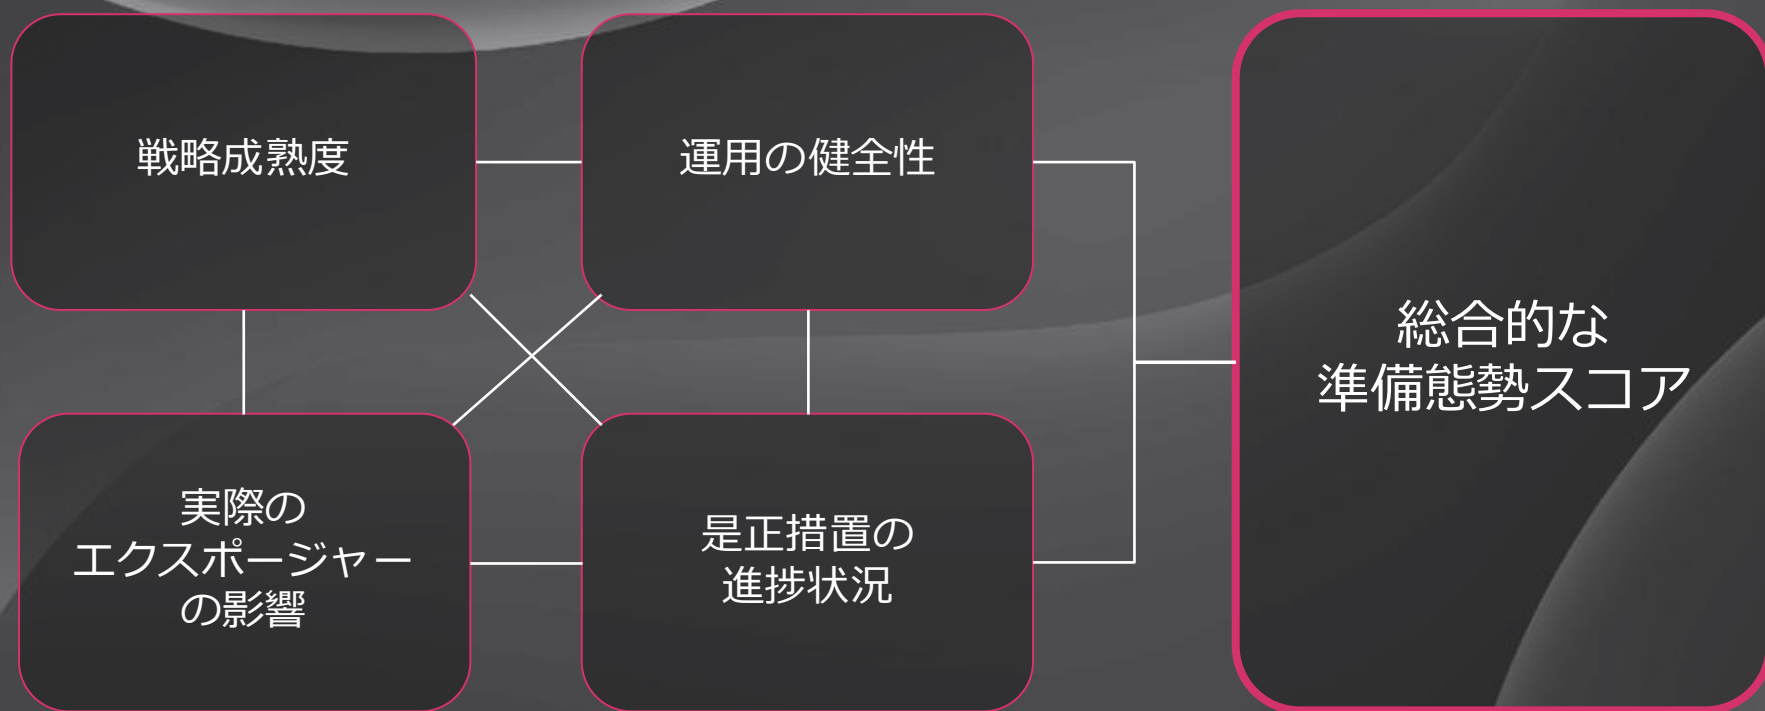 戦略成熟度
運用の健全性
実際の
エクスポージャー
の影響
是正措置の
進捗状況
総合的な
準備態勢スコア